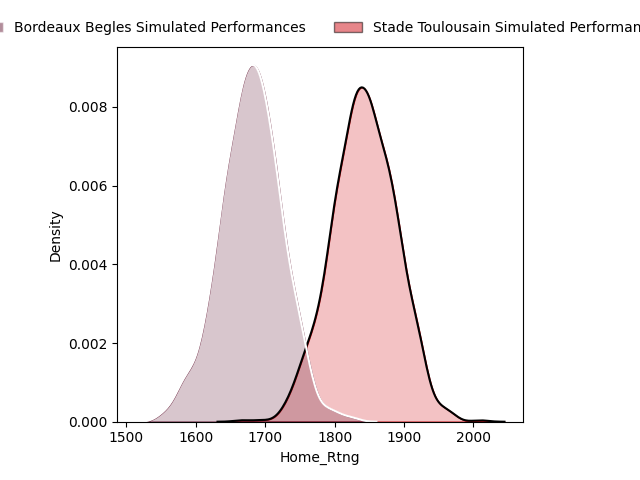 Bordeaux Begles Simulated Performances
Stade Toulousain Simulated Performan
0.008
0.006
0.004
0.002
0.000
Density
1500 1600 1700 1800 1900 2000
Home_Rtng